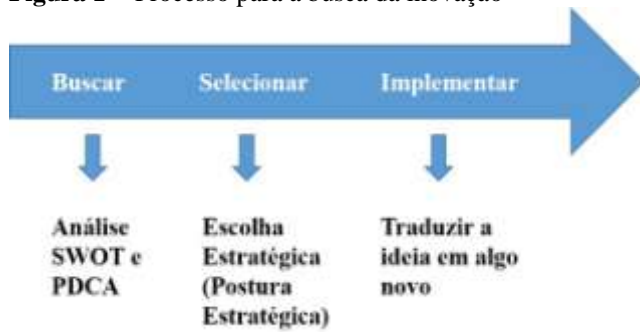 Figura 1 – Processo para a busca da inovação
Buscar
Selecionar
Implementar
Análise
SWOT e
PDCA
Escolha
Estratégica
(Postura
Estratégica)
Traduzir a
ideia em algo
novo